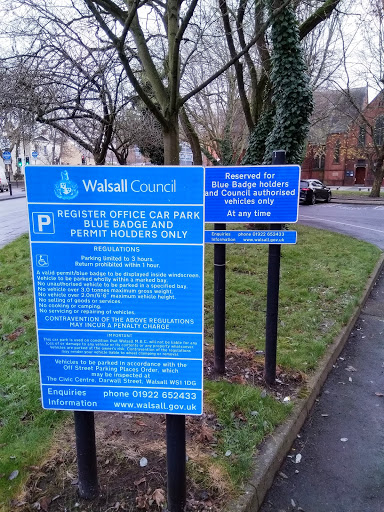 Walsall Council
P
REGISTER OFFICE CAR PARK
BLUE BADGE AND
PERMIT HOLDERS ONLY
REGULATIONS
Parking limited to 3 hours.
Return prohibited within 1 hour.
A valid permit/blue badge to be displayed inside windscreen.
Vehicle to be parked wholly within a marked bay.
No unauthorised vehicle to be parked in a specified bay.
No vehicle over 3.0 tonnes maximum gross weight.
No vehicle over 2.0m/6'6" maximum vehicle height.
No selling of goods or services.
No cooking or camping.
No servicing or repairing of vehicles.
CONTRAVENTION OF THE ABOVE REGULATIONS
MAY INCUR A PENALTY CHARGE
IMPORTANT
Vehicles to be parked in accordance with the
Off Street Parking Places Order, which
may be inspected at
The Civic Centre, Darwall Street, Walsall WS1 1DG
Enquiries phone 01922 652433
Information www.walsall.gov.uk
Reserved for
Blue Badge holders
and Council authorised
vehicles only
At any time
Enquiries phone 01922 652433
Information www.walsall.gov.uk